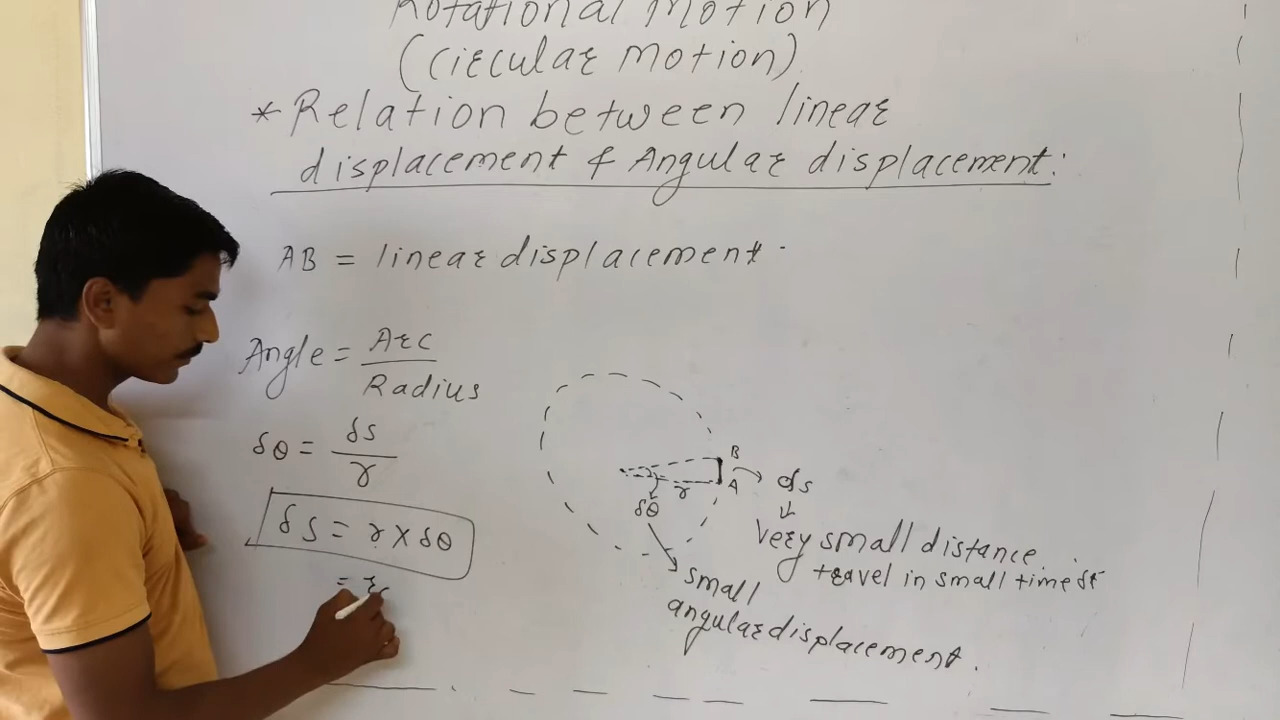 Rotational Motion
(Circular Motion)
* Relation between linear
displacement & Angular displacement:
AB = linear displacement
Angle = Arc
Radius
δθ = δs
r
δs = r × δθ
= r
B
A
r
δθ
δs
Very small distance
travel in small time δt
small
angular displacement.